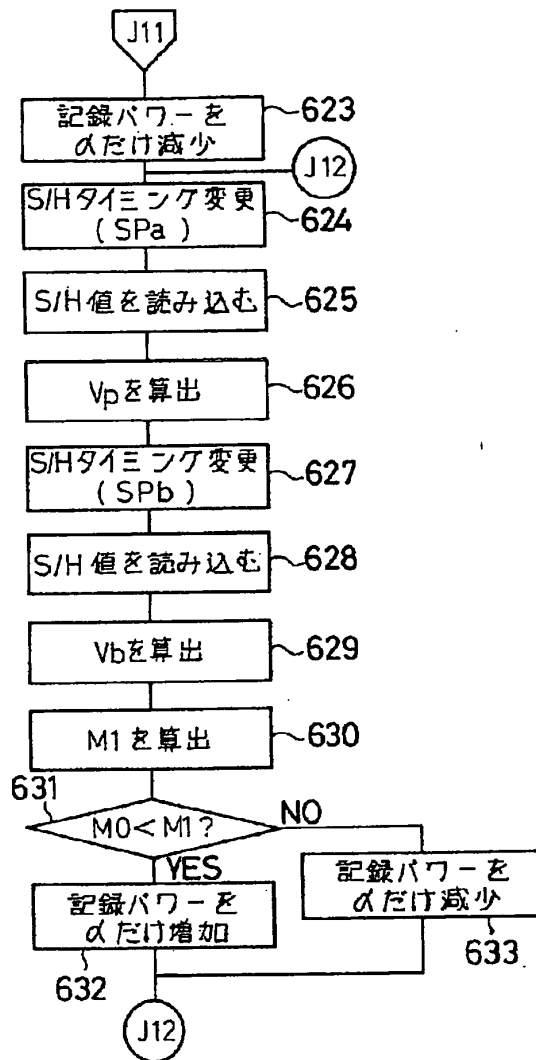 J11
記録パワーを
αだけ減少
623
J12
S/Hタイミング変更
(SPa)
624
S/H値を読み込む
625
Vpを算出
626
S/Hタイミング変更
(SPb)
627
S/H値を読み込む
628
Vbを算出
629
M1を算出
630
631
M0<M1?
NO
YES
記録パワーを
αだけ増加
632
記録パワーを
αだけ減少
633
J12